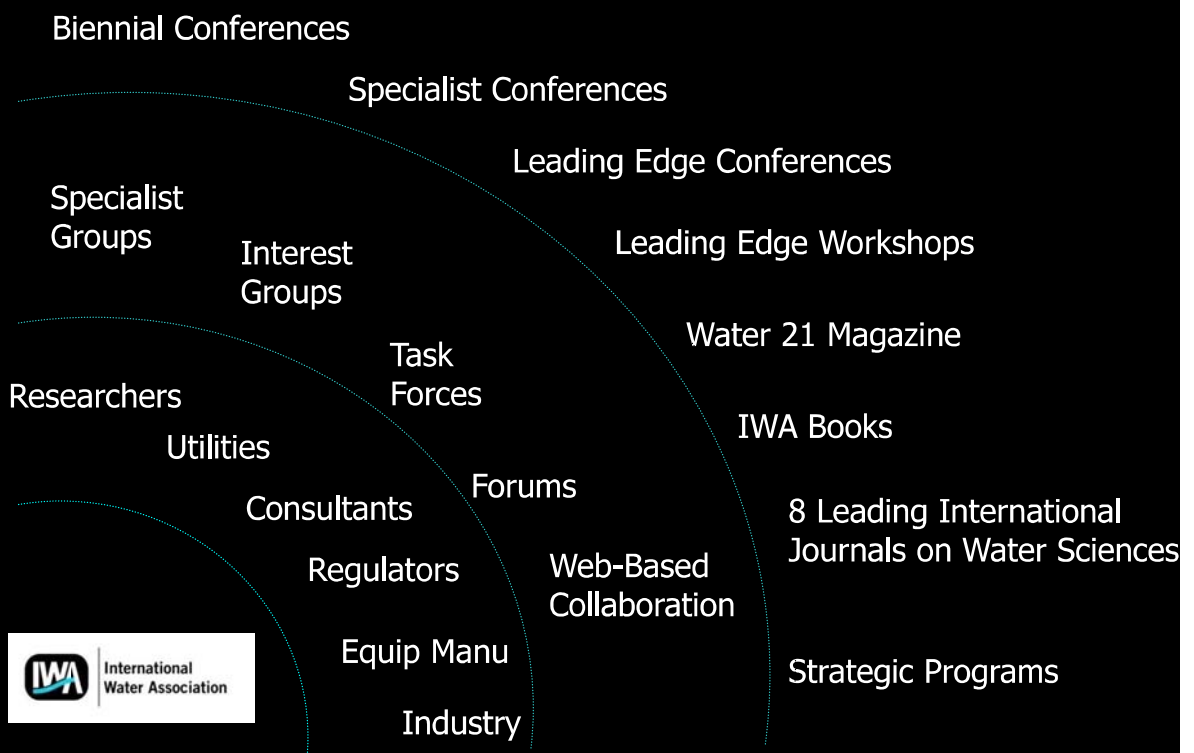 Biennial Conferences
Specialist Conferences
Leading Edge Conferences
Leading Edge Workshops
Water 21 Magazine
IWA Books
8 Leading International
Journals on Water Sciences
Strategic Programs
Specialist
Groups
Interest
Groups
Task
Forces
Forums
Web-Based
Collaboration
Researchers
Utilities
Consultants
Regulators
Equip Manu
Industry
IWA
International
Water Association